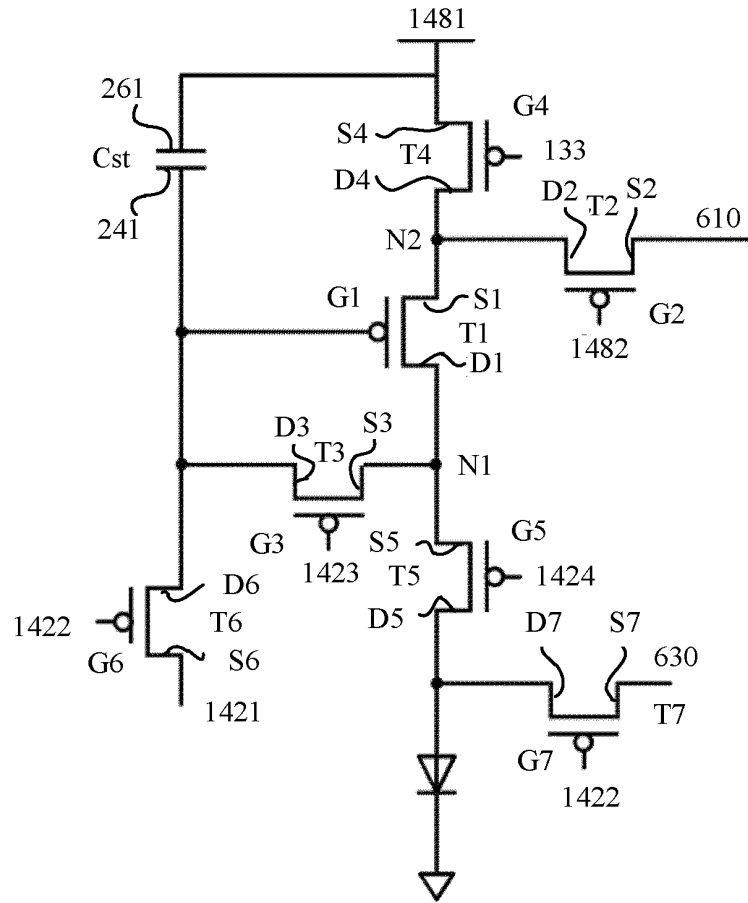 1481
261
G4
S4
Cst
T4
133
D4
D2
T2
S2
241
N2
610
G1
S1
G2
T1
1482
D1
D3
S3
T3
N1
G3
S5
G5
1423
T5
1424
D6
D5
D7
S7
1422
T6
630
G6
S6
1421
T7
G7
1422